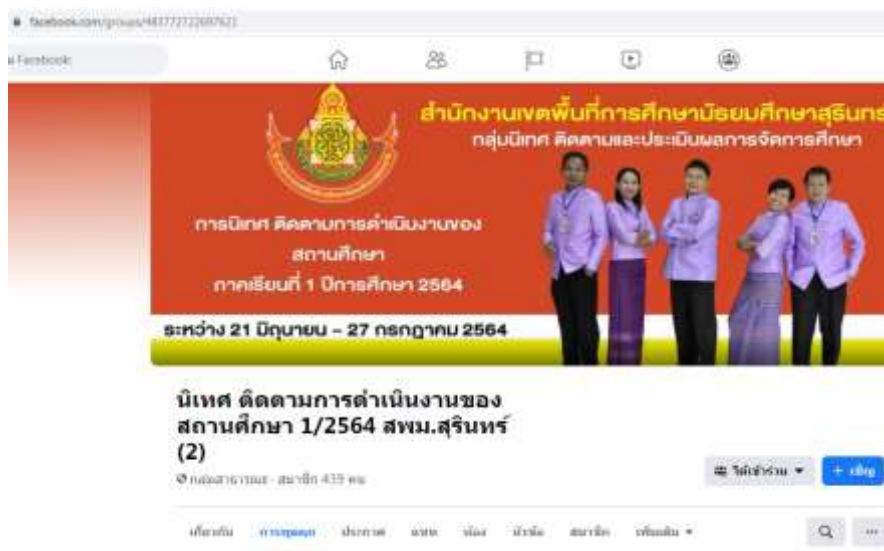 facebook.com/groups/483772122697621
Facebook
สำนักงานเขตพื้นที่การศึกษามัธยมศึกษาสุรินทร์
กลุ่มนิเทศ ติดตามและประเมินผลการจัดการศึกษา
การนิเทศ ติดตามการดำเนินงานของ
สถานศึกษา
ภาคเรียนที่ 1 ปีการศึกษา 2564
ระหว่าง 21 มิถุนายน - 27 กรกฎาคม 2564
นิเทศ ติดตามการดำเนินงานของ
สถานศึกษา 1/2564 สพม.สุรินทร์
(2)
กลุ่มสาธารณะ · สมาชิก 439 คน
ได้เข้าร่วม
+ เชิญ
เกี่ยวกับ การพูดคุย ประกาศ ห้อง หัวข้อ สมาชิก เพิ่มเติม